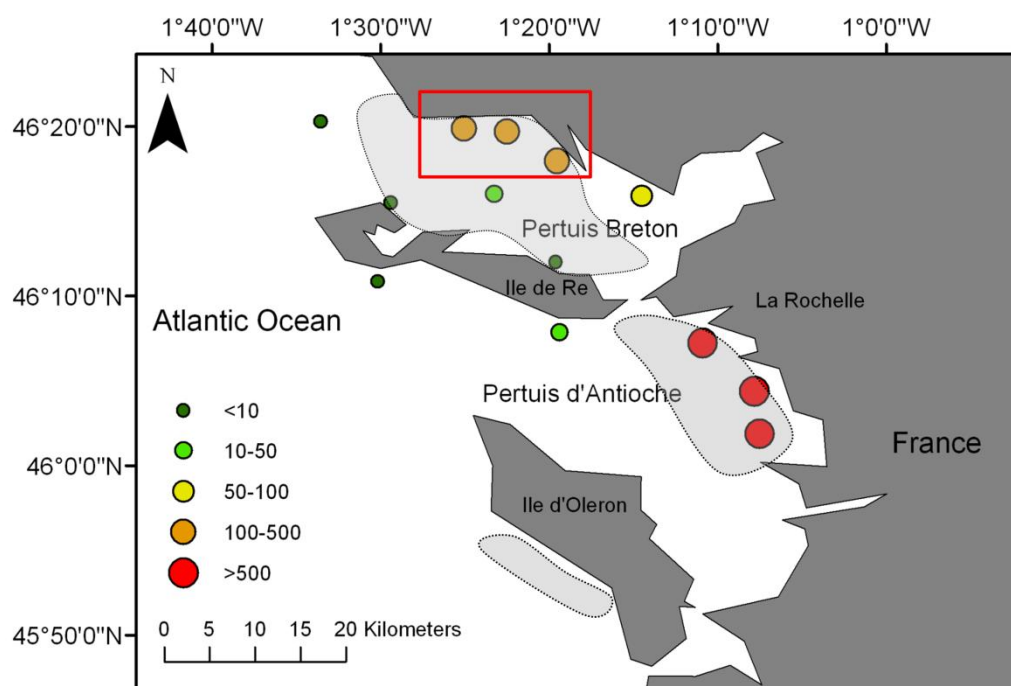 1°40'0"W 1°30'0"W 1°20'0"W 1°10'0"W 1°00'0"W
N
46°20'0"N
Pertuis Breton
46°10'0"N
Ile de Re
La Rochelle
Atlantic Ocean
Pertuis d'Antioche
<10
10-50
France
46°0'0"N
50-100
Ile d'Oleron
100-500
>500
45°50'0"N
0 5 10 15 20 Kilometers